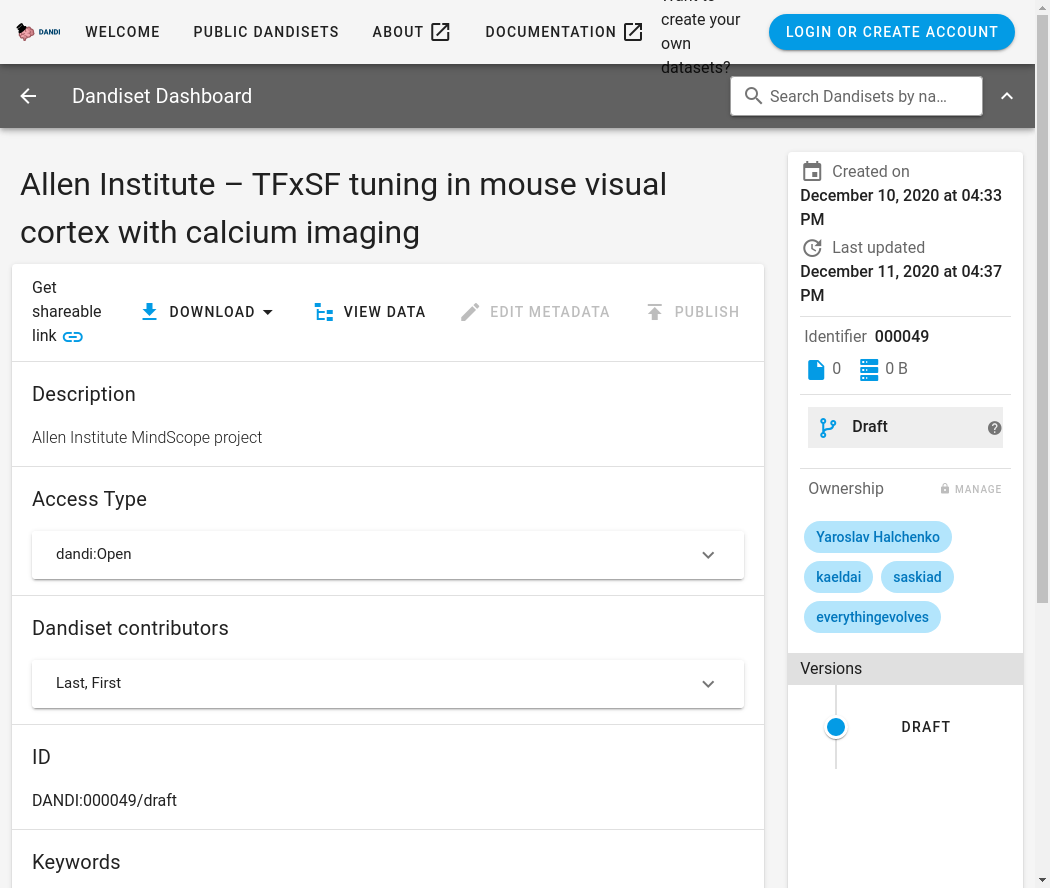 DANDI
WELCOME
PUBLIC DANDISETS
ABOUT
DOCUMENTATION
create your
own
datasets?
LOGIN OR CREATE ACCOUNT
Dandiset Dashboard
Search Dandisets by na…
Allen Institute – TFxSF tuning in mouse visual
cortex with calcium imaging
Get
shareable
link
DOWNLOAD
VIEW DATA
EDIT METADATA
PUBLISH
Description
Allen Institute MindScope project
Access Type
dandi:Open
Dandiset contributors
Last, First
ID
DANDI:000049/draft
Keywords
Created on
December 10, 2020 at 04:33
PM
Last updated
December 11, 2020 at 04:37
PM
Identifier 000049
0
0 B
Draft
?
Ownership
MANAGE
Yaroslav Halchenko
kaeldai
saskiad
everythingevolves
Versions
DRAFT